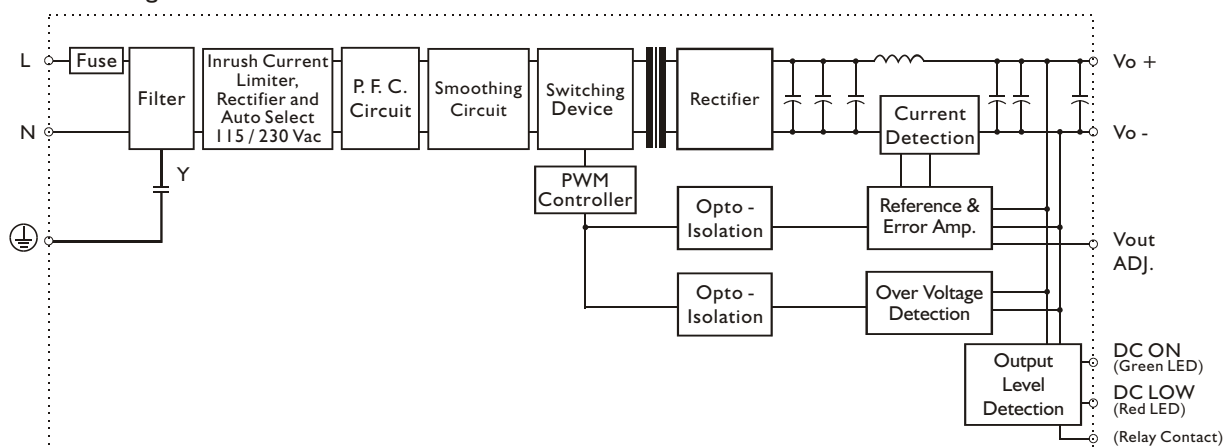 L
Fuse
N
Filter
Y
Inrush Current
Limiter,
Rectifier and
Auto Select
115 / 230 Vac
P. F. C.
Circuit
Smoothing
Circuit
Switching
Device
Rectifier
Current
Detection
Vo +
Vo -
PWM
Controller
Opto -
Isolation
Reference &
Error Amp.
Vout
ADJ.
Opto -
Isolation
Over Voltage
Detection
Output
Level
Detection
DC ON
(Green LED)
DC LOW
(Red LED)
(Relay Contact)